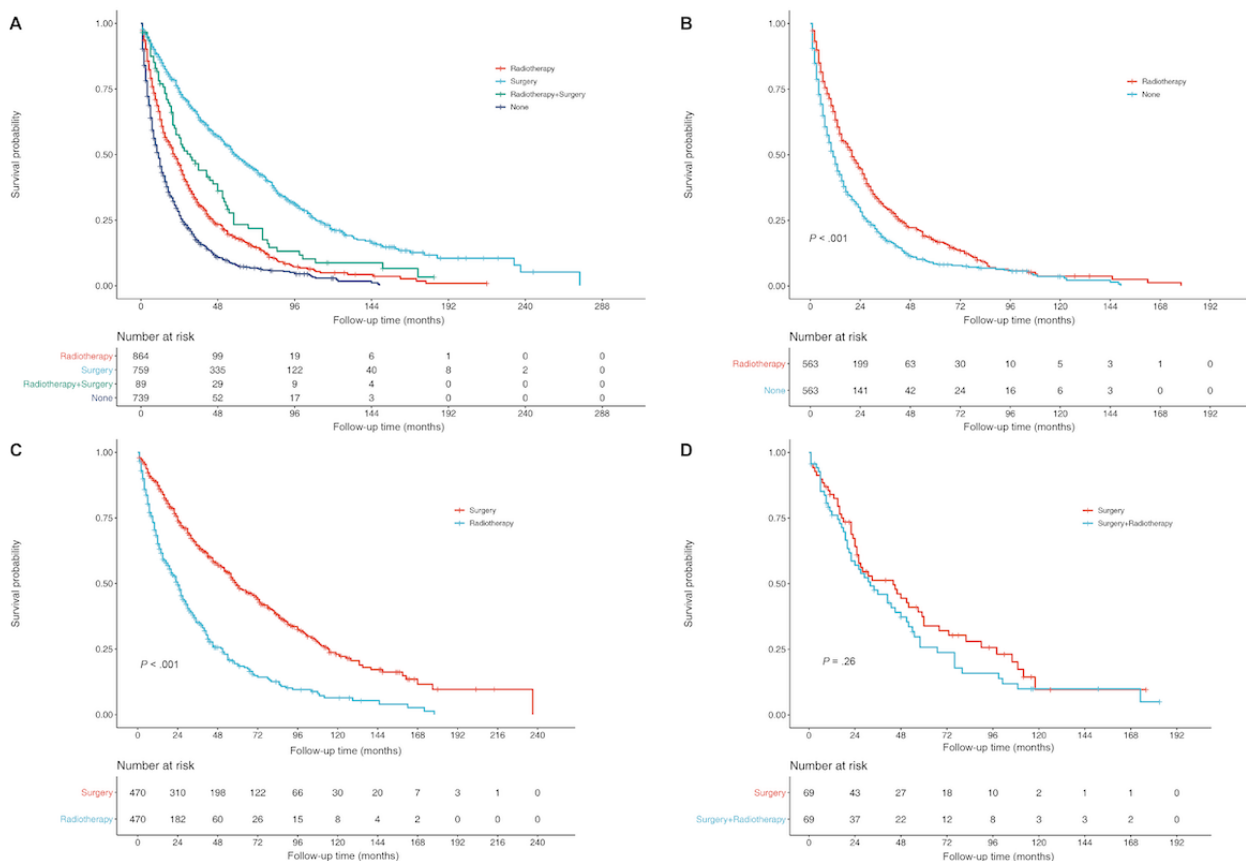 A
Survival probability
1.00
0.75
0.50
0.25
0.00
Radiotherapy
Surgery
Radiotherapy+Surgery
None
0 48 96 144 192 240 288
Follow-up time (months)
Number at risk
Radiotherapy 864 99 19 6 1 0 0
Surgery 759 335 122 40 8 2 0
Radiotherapy+Surgery 89 29 9 4 0 0 0
None 739 52 17 3 0 0 0
0 48 96 144 192 240 288
Follow-up time (months)
B
Survival probability
1.00
0.75
0.50
0.25
0.00
Radiotherapy
None
P < .001
0 24 48 72 96 120 144 168 192
Follow-up time (months)
Number at risk
Radiotherapy 563 199 63 30 10 5 3 1 0
None 563 141 42 24 16 6 3 0 0
0 24 48 72 96 120 144 168 192
Follow-up time (months)
C
Survival probability
1.00
0.75
0.50
0.25
0.00
Surgery
Radiotherapy
P < .001
0 24 48 72 96 120 144 168 192 216 240
Follow-up time (months)
Number at risk
Surgery 470 310 198 122 66 30 20 7 3 1 0
Radiotherapy 470 182 60 26 15 8 4 2 0 0 0
0 24 48 72 96 120 144 168 192 216 240
Follow-up time (months)
D
Survival probability
1.00
0.75
0.50
0.25
0.00
Surgery
Surgery+Radiotherapy
P = .26
0 24 48 72 96 120 144 168 192
Follow-up time (months)
Number at risk
Surgery 69 43 27 18 10 2 1 1 0
Surgery+Radiotherapy 69 37 22 12 8 3 3 2 0
0 24 48 72 96 120 144 168 192
Follow-up time (months)